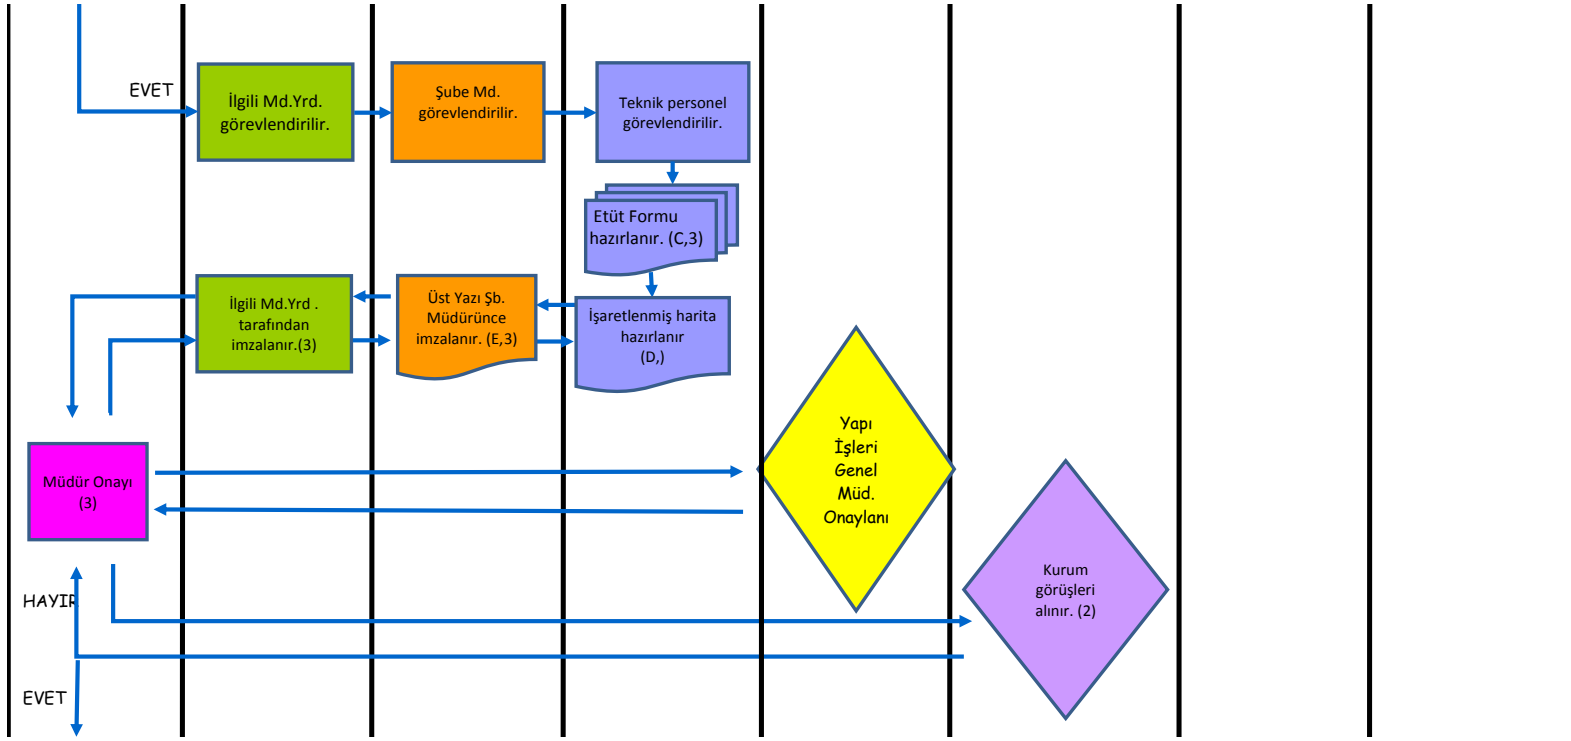 EVET
İlgili Md.Yrd.
görevlendirilir.
Şube Md.
görevlendirilir.
Teknik personel
görevlendirilir.
Etüt Formu
hazırlanır. (C,3)
İlgili Md.Yrd .
tarafından
imzalanır.(3)
Üst Yazı Şb.
Müdürünce
imzalanır. (E,3)
İşaretlenmiş harita
hazırlanır
(D,)
Yapı
İşleri
Genel
Müd.
Onaylanı
Müdür Onayı
(3)
Kurum
görüşleri
alınır. (2)
HAYIR
EVET